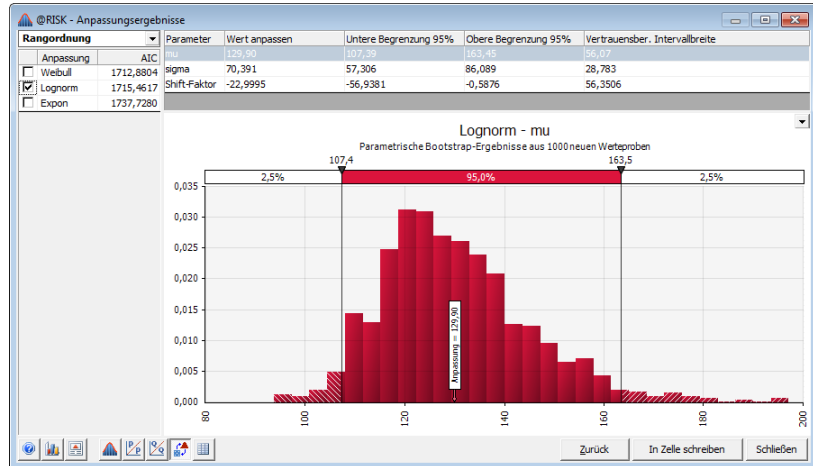 @RISK - Anpassungsergebnisse
Rangordnung
Anpassung AIC
Weibull 1712,8804
Lognorm 1715,4617
Expon 1737,7280
Parameter Wert anpassen Untere Begrenzung 95% Obere Begrenzung 95% Vertrauensber. Intervallbreite
mu 129,90 107,39 163,45 56,07
sigma 70,391 57,306 86,089 28,783
Shift-Faktor -22,9995 -56,9381 -0,5876 56,3506
Lognorm - mu
Parametrische Bootstrap-Ergebnisse aus 1000 neuen Werteproben
107,4 163,5
2,5% 95,0% 2,5%
0,035
0,030
0,025
0,020
0,015
0,010
0,005
0,000
Anpassung = 129,90
80 100 120 140 160 180 200
Zurück In Zelle schreiben Schließen